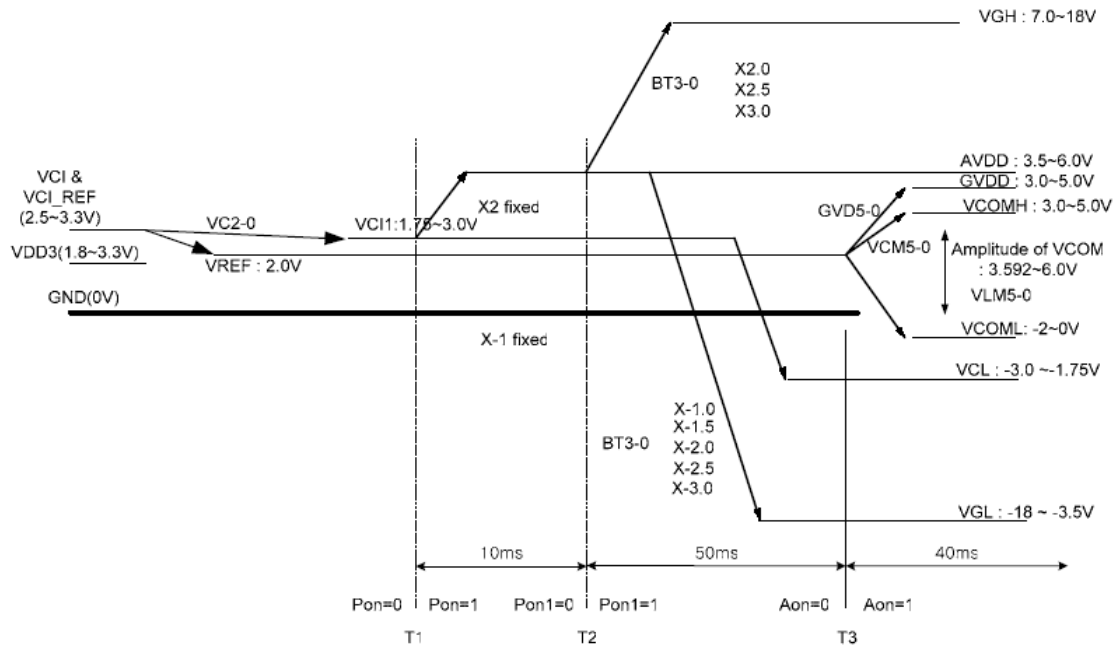 VGH : 7.0~18V
BT3-0
X2.0
X2.5
X3.0
VCI &
VCI_REF
(2.5~3.3V)
AVDD : 3.5~6.0V
GVDD : 3.0~5.0V
VCOMH : 3.0~5.0V
X2 fixed
GVD5-0
VC2-0
VCI1:1.75~3.0V
VDD3(1.8~3.3V)
VREF : 2.0V
VCM5-0
Amplitude of VCOM
: 3.592~6.0V
VLM5-0
GND(0V)
X-1 fixed
VCOML: -2~0V
VCL : -3.0 ~-1.75V
BT3-0
X-1.0
X-1.5
X-2.0
X-2.5
X-3.0
VGL : -18 ~ -3.5V
10ms
50ms
40ms
Pon=0 Pon=1 Pon1=0 Pon1=1 Aon=0 Aon=1
T1 T2 T3